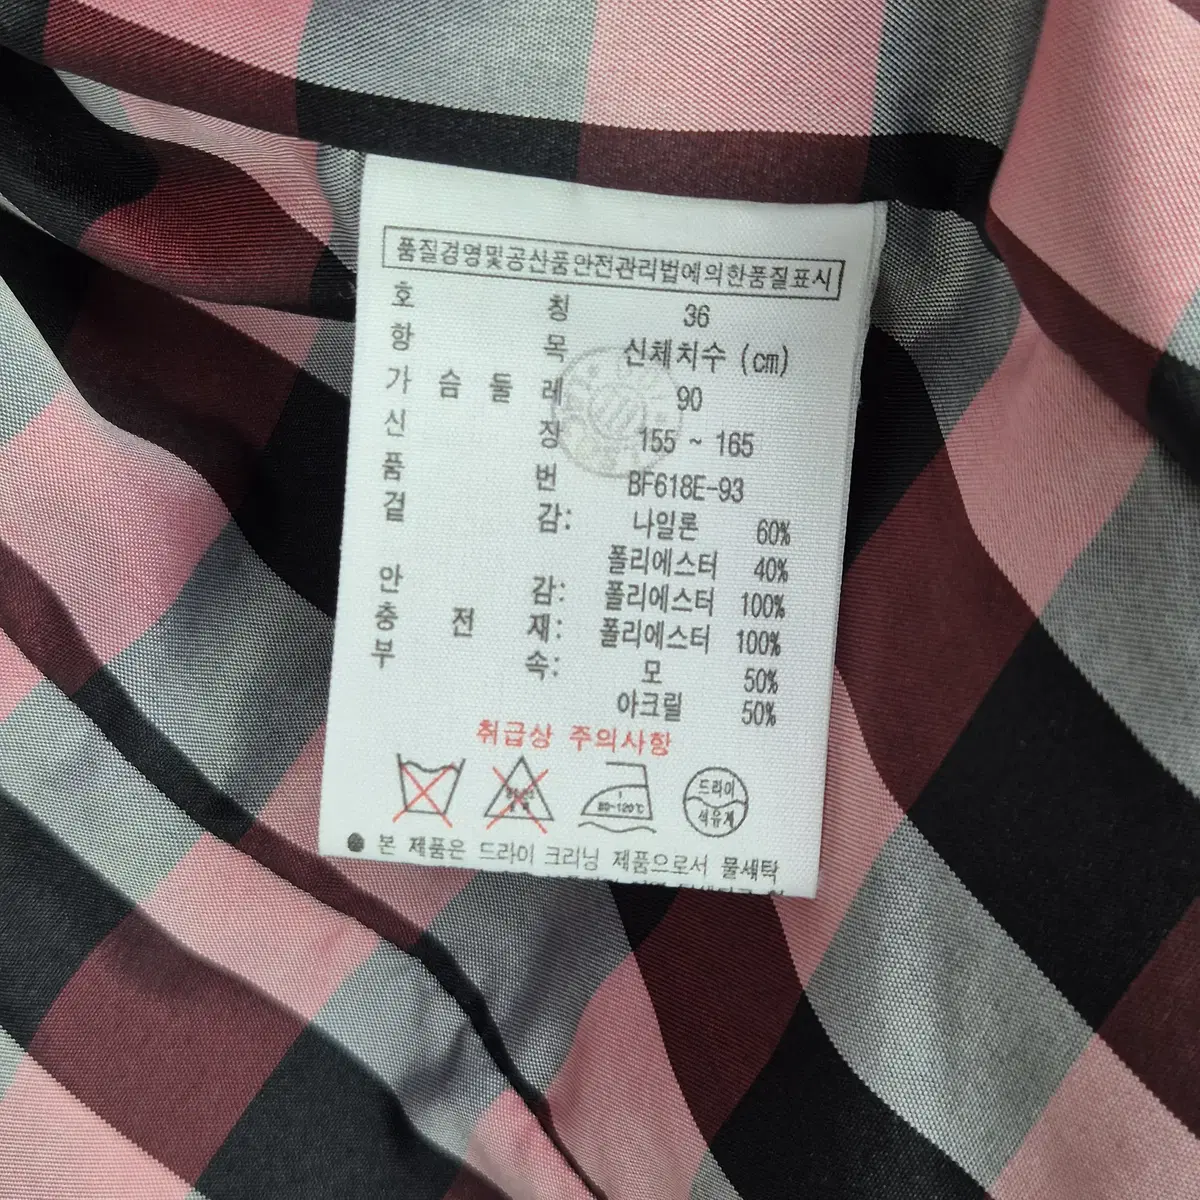 품질경영및공산품안전관리법에의한품질표시
호 칭 36
항 목 신체치수 (cm)
가 슴 둘 레 90
신 장 155 ~ 165
품 번 BF618E-93
겉 감: 나일론 60%
폴리에스터 40%
안 감: 폴리에스터 100%
충 전 재: 폴리에스터 100%
부 속: 모 50%
아크릴 50%
취급상 주의사항
80~120℃
드라이
석유계
● 본 제품은 드라이 크리닝 제품으로서 물세탁